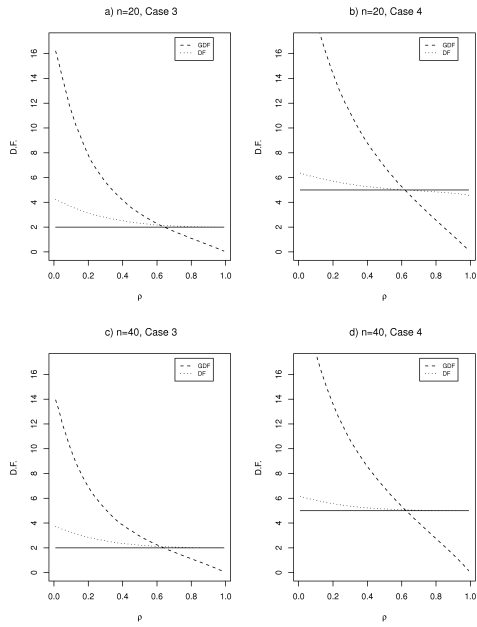 a) n=20, Case 3
GDF
DF
D.F.
0 2 4 6 8 10 12 14 16
0.0 0.2 0.4 0.6 0.8 1.0
ρ
b) n=20, Case 4
GDF
DF
D.F.
0 2 4 6 8 10 12 14 16
0.0 0.2 0.4 0.6 0.8 1.0
ρ
c) n=40, Case 3
GDF
DF
D.F.
0 2 4 6 8 10 12 14 16
0.0 0.2 0.4 0.6 0.8 1.0
ρ
d) n=40, Case 4
GDF
DF
D.F.
0 2 4 6 8 10 12 14 16
0.0 0.2 0.4 0.6 0.8 1.0
ρ